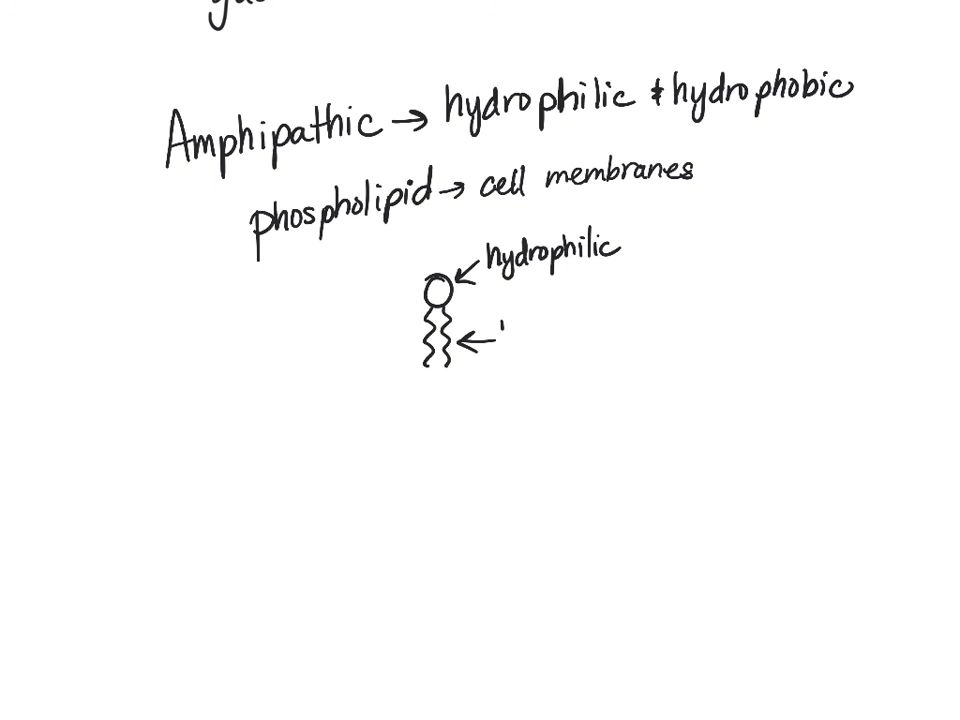 Amphipathic → hydrophilic & hydrophobic
phospholipid → cell membranes
hydrophilic